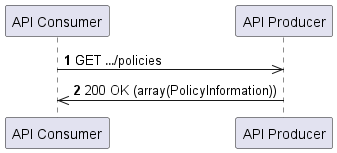 API Consumer API Producer
1 GET .../policies
2 200 OK (array(PolicyInformation))
API Consumer API Producer